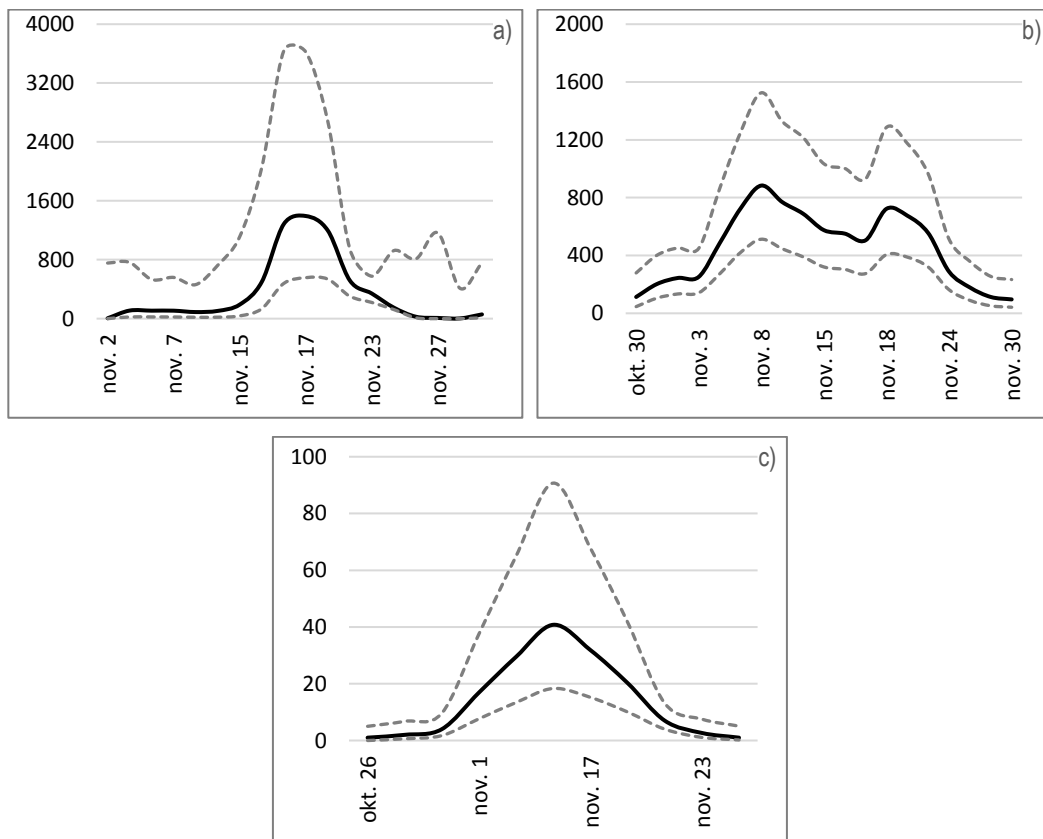 a)
4000
3200
2400
1600
800
0
nov. 2
nov. 7
nov. 15
nov. 17
nov. 23
nov. 27
b)
2000
1600
1200
800
400
0
okt. 30
nov. 3
nov. 8
nov. 15
nov. 18
nov. 24
nov. 30
c)
100
80
60
40
20
0
okt. 26
nov. 1
nov. 17
nov. 23